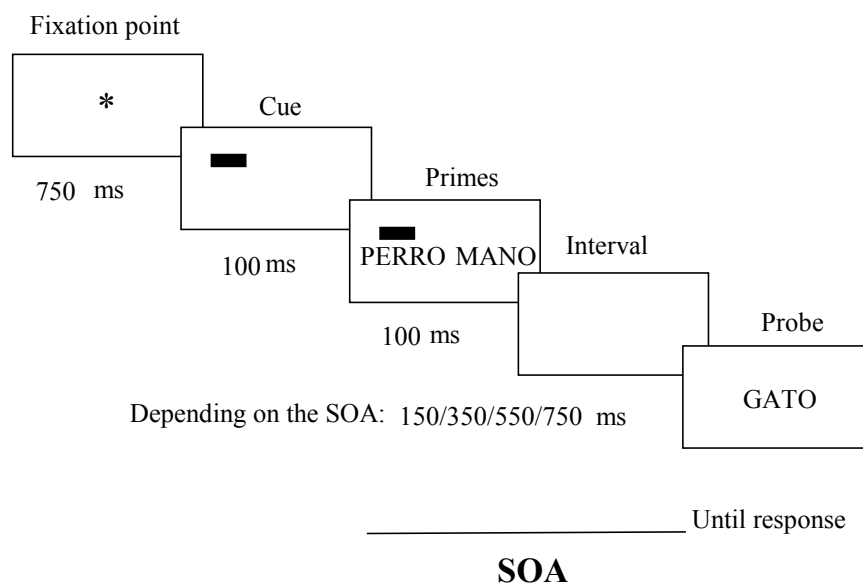 Fixation point
*
Cue
750 ms
Primes
100 ms
PERRO MANO
Interval
100 ms
Probe
GATO
Depending on the SOA: 150/350/550/750 ms
Until response
SOA